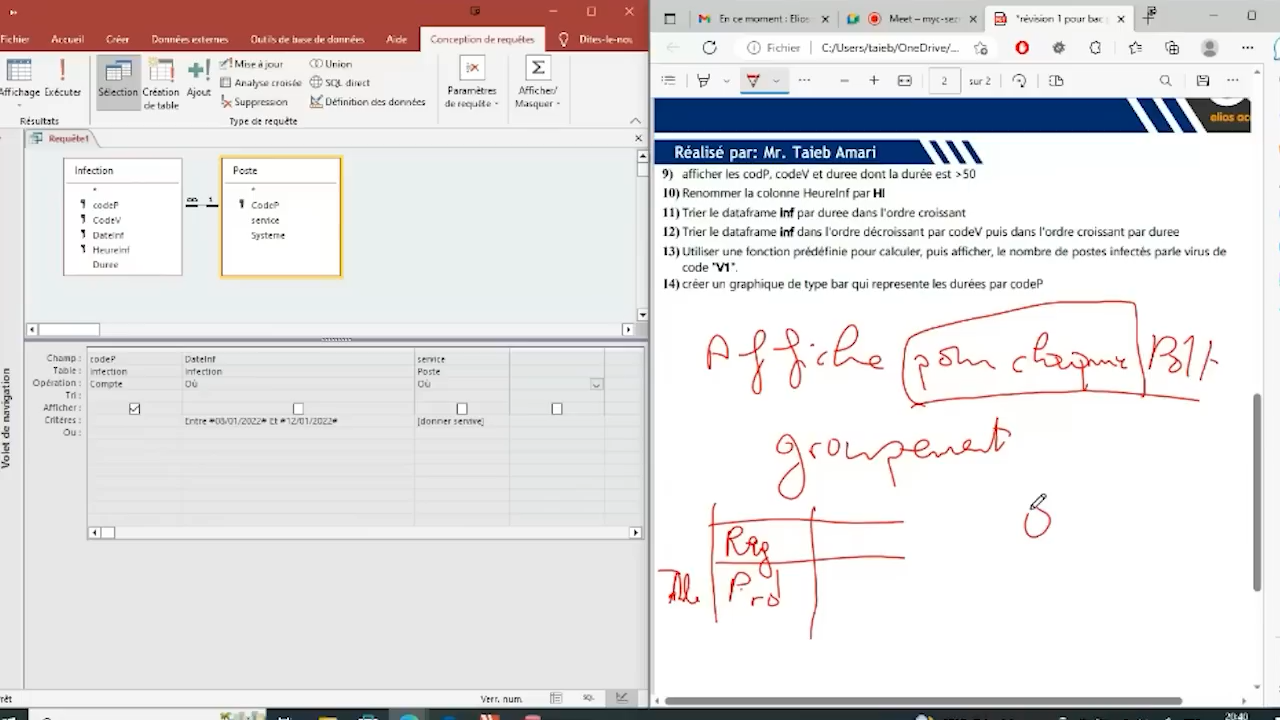 En ce moment : Elios
Meet – myc-sez
*révision 1 pour bac
Fichier
Accueil
Créer
Données externes
Outils de base de données
Aide
Conception de requêtes
Dites-le-nos
Fichier
C:/Users/taieb/OneDrive/...
Affichage
Exécuter
Sélection
Création de table
Ajout
Mise à jour
Analyse croisée
Suppression
Union
SQL direct
Définition des données
Paramètres de requête
Afficher/ Masquer
Résultats
Type de requête
2
sur 2
Requête1
Infection
*
codeP
CodeV
DateInf
HeureInf
Duree
∞ 1
Poste
*
CodeP
service
Systeme
Volet de navigation
Champ : codeP DateInf service
Table : Infection Infection Poste
Opération : Compte Où Où
Tri :
Afficher :
Critères : Entre #08/01/2022# Et #12/01/2022# [donner servive]
Ou :
elios ac
Réalisé par: Mr. Taieb Amari
9) afficher les codP, codeV et duree dont la durée est >50
10) Renommer la colonne HeureInf par HI
11) Trier le dataframe inf par duree dans l'ordre croissant
12) Trier le dataframe inf dans l'ordre décroissant par codeV puis dans l'ordre croissant par duree
13) Utiliser une fonction prédéfinie pour calculer, puis afficher, le nombre de postes infectés parle virus de
code "V1".
14) créer un graphique de type bar qui represente les durées par codeP
Affiche pour chaque
groupement
Prod
Verr. num.
SQL
20:40